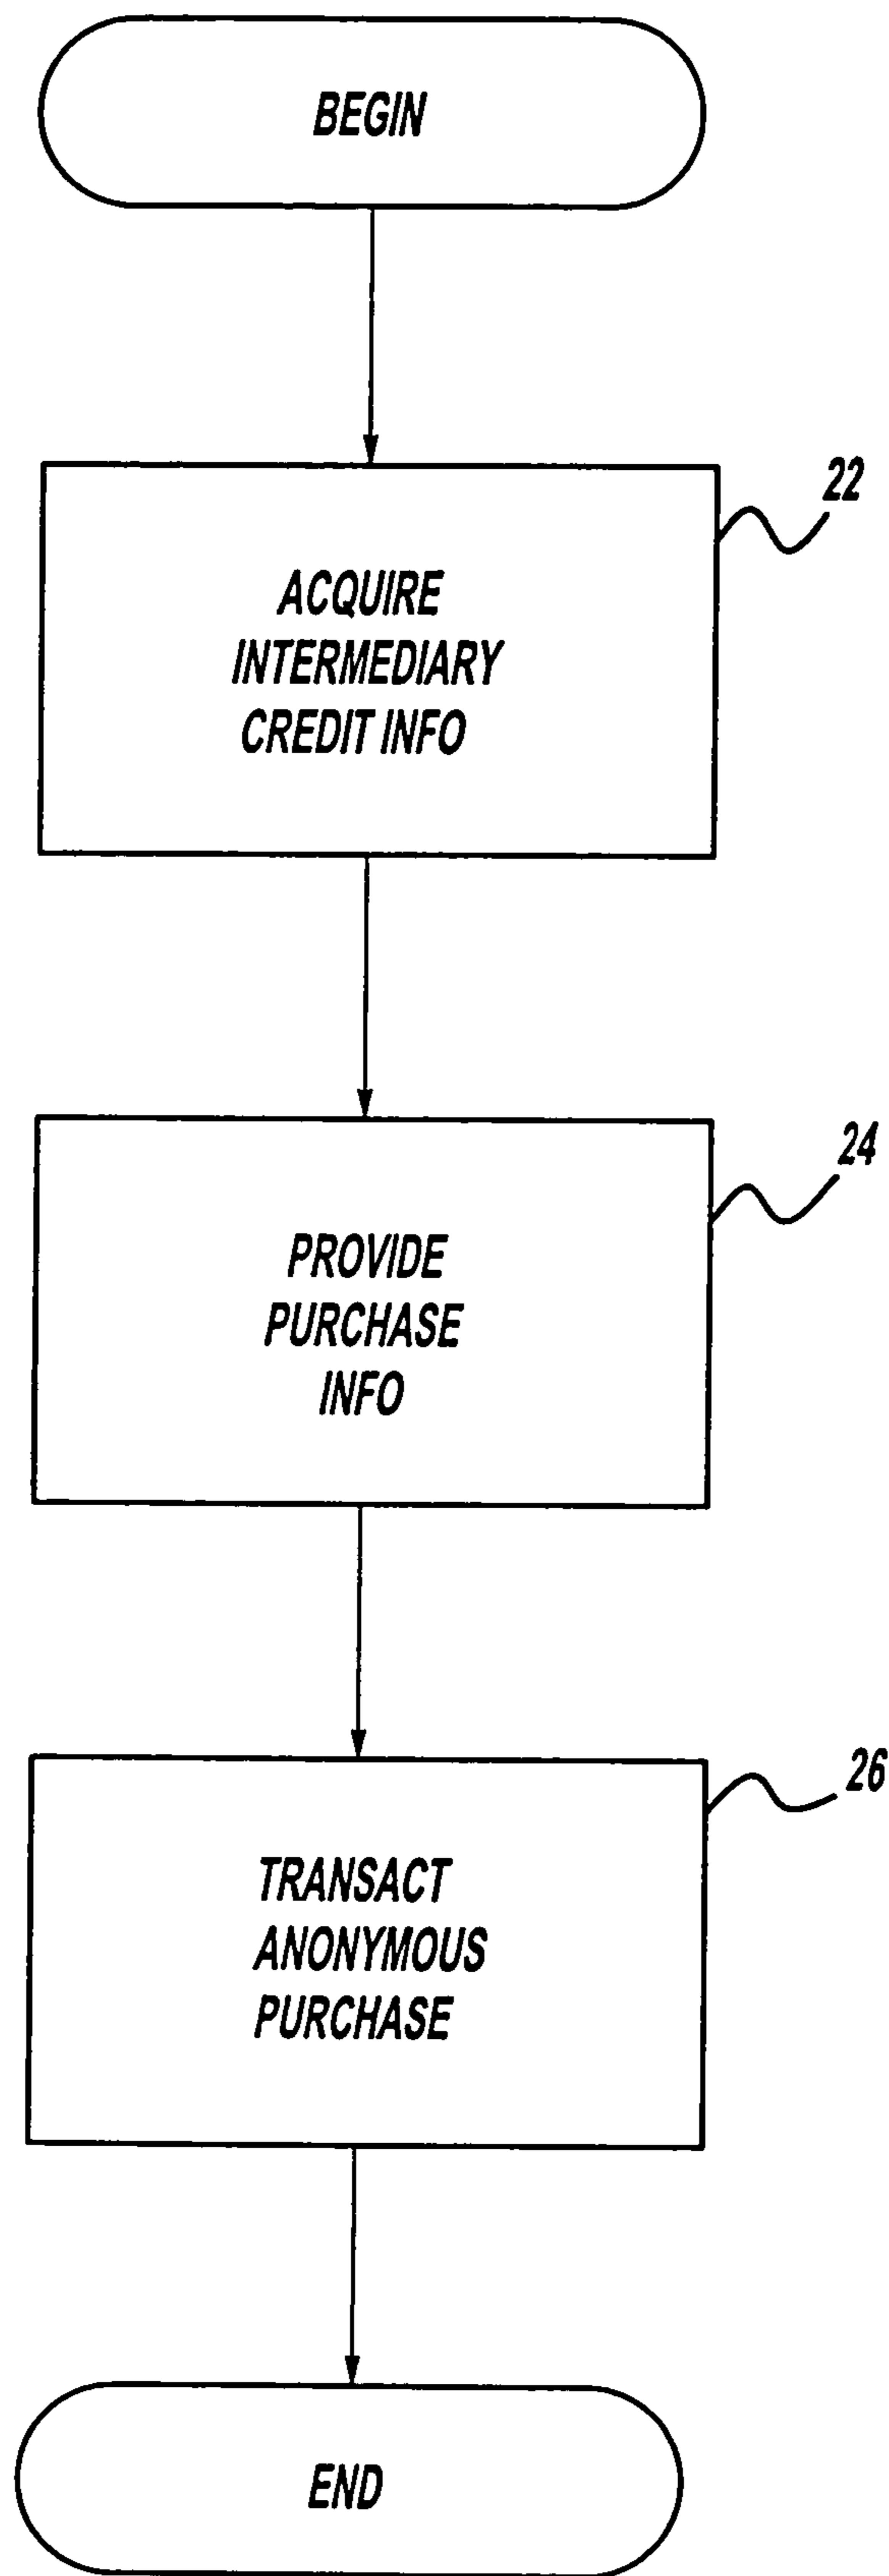 BEGIN
22
ACQUIRE
INTERMEDIARY
CREDIT INFO
24
PROVIDE
PURCHASE
INFO
26
TRANSACT
ANONYMOUS
PURCHASE
END